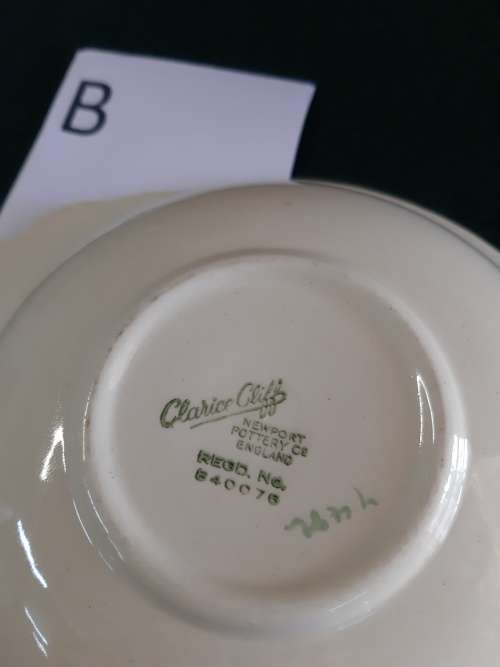 B
Clarice Cliff
NEWPORT
POTTERY CO
ENGLAND
REGD. No.
840076